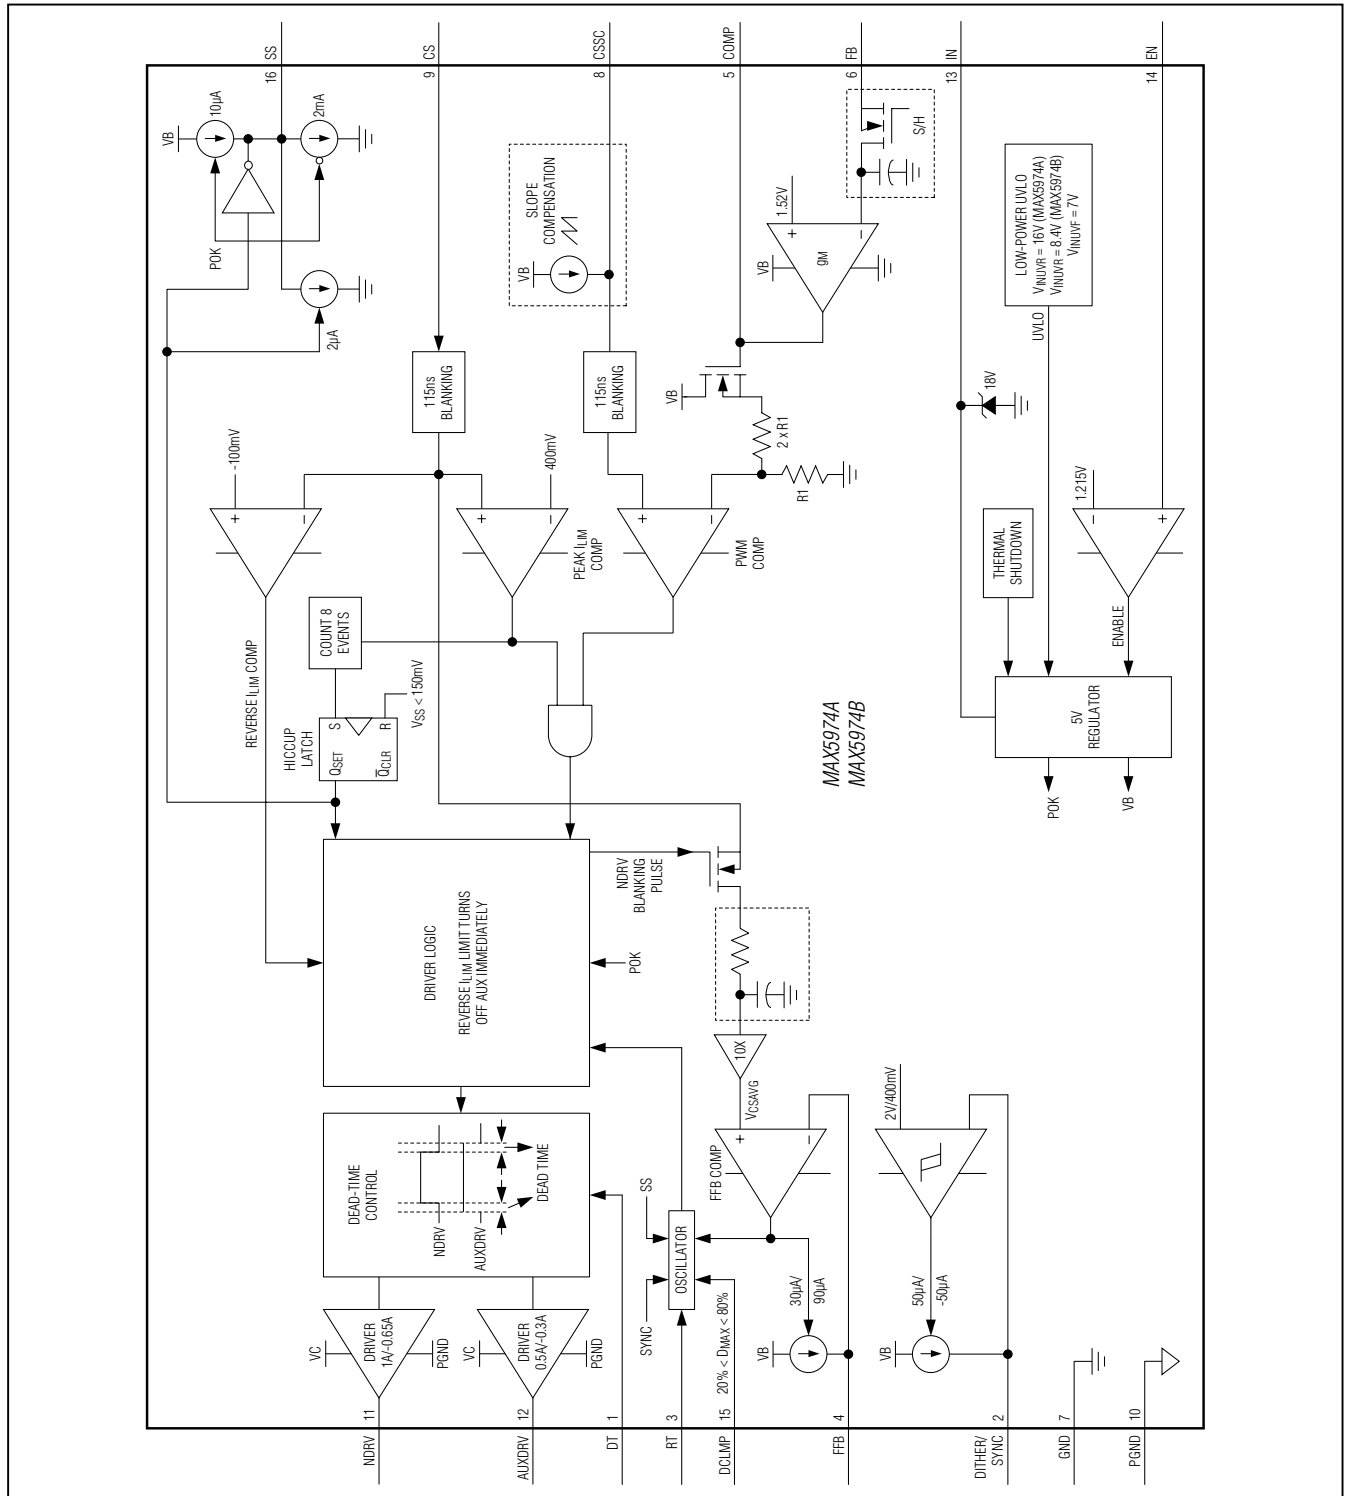 SS
16
CS
9
CSSC
8
COMP
5
FB
6
IN
13
EN
14
VB
10µA
2mA
POK
2µA
SLOPE
COMPENSATION
VB
1.52V
S/H
VB
gM
+
−
LOW-POWER UVLO
VINUVR = 16V (MAX5974A)
VINUVR = 8.4V (MAX5974B)
VINUVF = 7V
UVLO
115ns
BLANKING
115ns
BLANKING
VB
2 x R1
R1
18V
-100mV
400mV
1.215V
+
−
+
−
+
−
−
+
PEAK ILIM
COMP
PWM
COMP
THERMAL
SHUTDOWN
ENABLE
REVERSE ILIM COMP
COUNT 8
EVENTS
HICCUP
LATCH
S
R
QSET
QCLR
VSS < 150mV
MAX5974A
MAX5974B
5V
REGULATOR
POK
VB
DRIVER LOGIC
REVERSE ILIM LIMIT TURNS
OFF AUX IMMEDIATELY
NDRV
BLANKING
PULSE
POK
10X
VCSAVG
DEAD-TIME
CONTROL
NDRV
AUXDRV
DEAD TIME
SS
SYNC
OSCILLATOR
FFB COMP
+
−
2V/400mV
VC
DRIVER
1A/-0.65A
PGND
VC
DRIVER
0.5A/-0.3A
PGND
20% < DMAX < 80%
30µA/
90µA
VB
50µA/
-50µA
VB
11
NDRV
12
AUXDRV
1
DT
3
RT
15
DCLMP
4
FFB
2
DITHER/
SYNC
7
GND
10
PGND